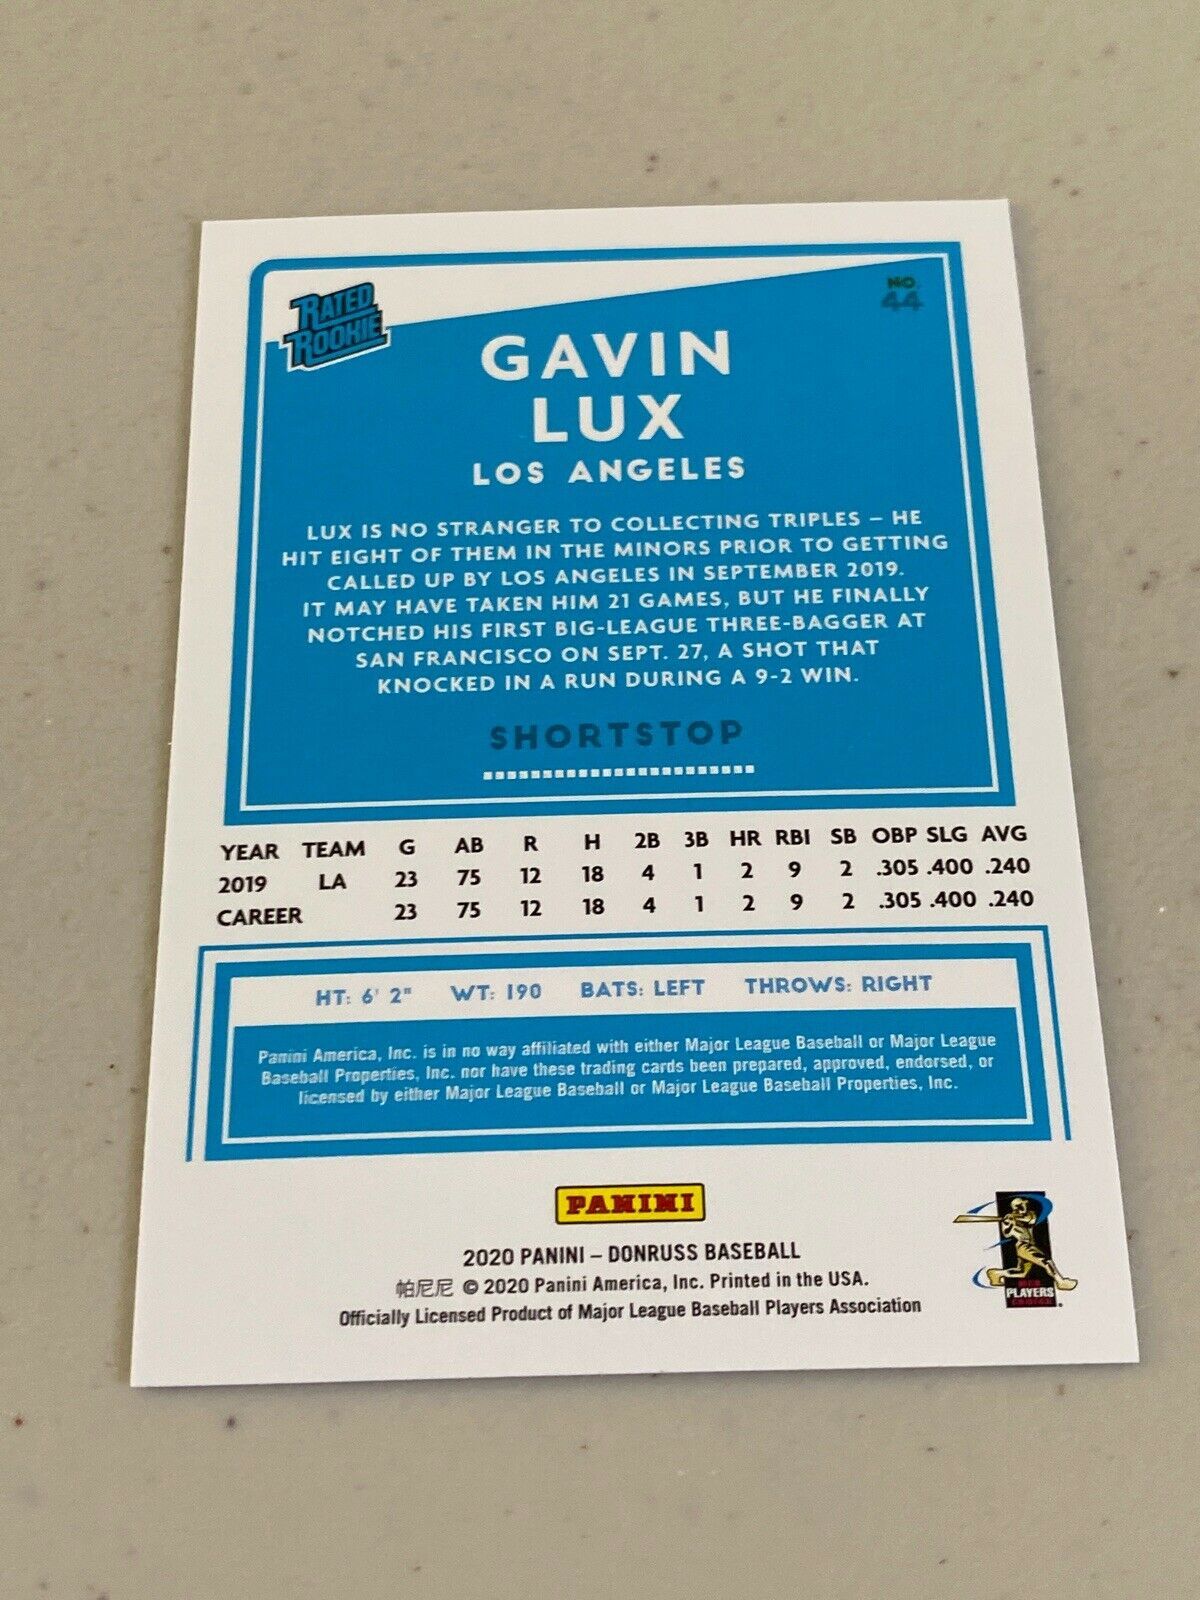 RATED
ROOKIE
NO.
44
GAVIN
LUX
LOS ANGELES
LUX IS NO STRANGER TO COLLECTING TRIPLES – HE
HIT EIGHT OF THEM IN THE MINORS PRIOR TO GETTING
CALLED UP BY LOS ANGELES IN SEPTEMBER 2019.
IT MAY HAVE TAKEN HIM 21 GAMES, BUT HE FINALLY
NOTCHED HIS FIRST BIG-LEAGUE THREE-BAGGER AT
SAN FRANCISCO ON SEPT. 27, A SHOT THAT
KNOCKED IN A RUN DURING A 9-2 WIN.
SHORTSTOP
YEAR TEAM G AB R H 2B 3B HR RBI SB OBP SLG AVG
2019 LA 23 75 12 18 4 1 2 9 2 .305 .400 .240
CAREER 23 75 12 18 4 1 2 9 2 .305 .400 .240
HT: 6' 2" WT: 190 BATS: LEFT THROWS: RIGHT
Panini America, Inc. is in no way affiliated with either Major League Baseball or Major League
Baseball Properties, Inc. nor have these trading cards been prepared, approved, endorsed, or
licensed by either Major League Baseball or Major League Baseball Properties, Inc.
PANINI
2020 PANINI – DONRUSS BASEBALL
帕尼尼 © 2020 Panini America, Inc. Printed in the USA.
Officially Licensed Product of Major League Baseball Players Association
PLAYERS